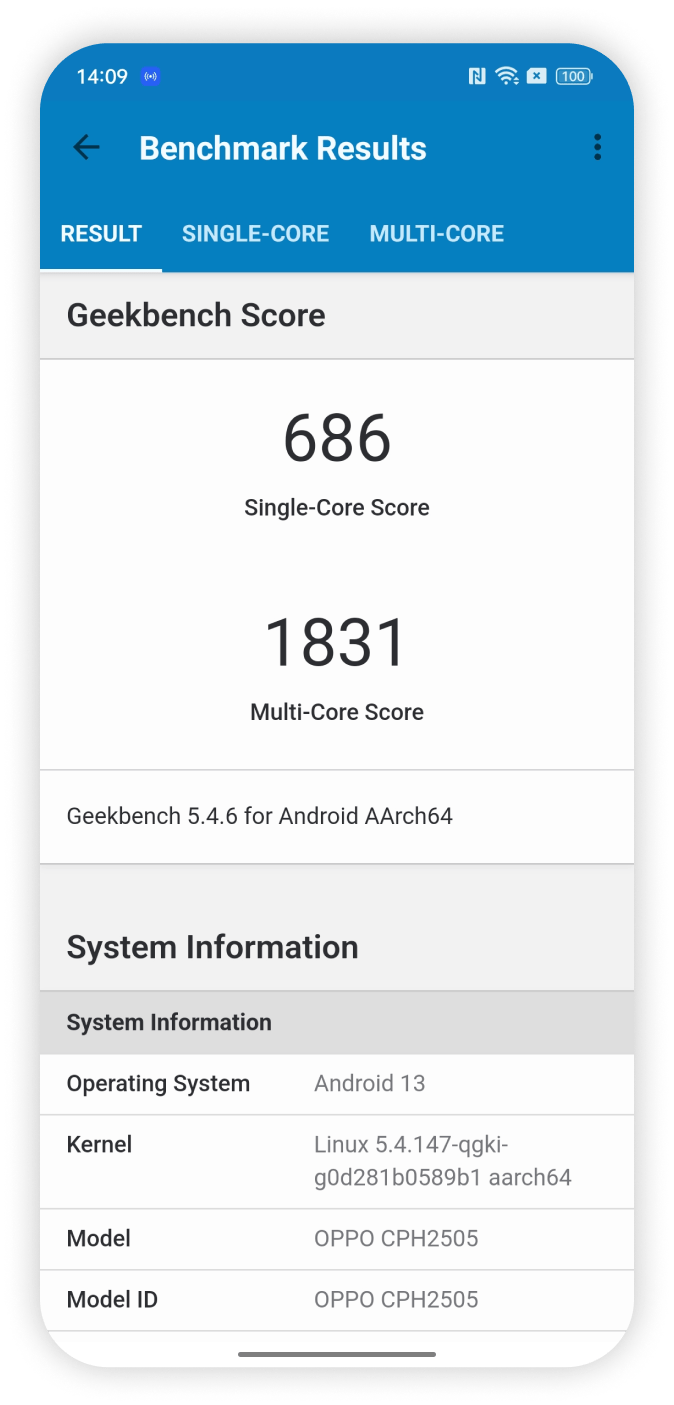 14:09
100
Benchmark Results
RESULT SINGLE-CORE MULTI-CORE
Geekbench Score
686
Single-Core Score
1831
Multi-Core Score
Geekbench 5.4.6 for Android AArch64
System Information
System Information
Operating System Android 13
Kernel Linux 5.4.147-qgki-
g0d281b0589b1 aarch64
Model OPPO CPH2505
Model ID OPPO CPH2505